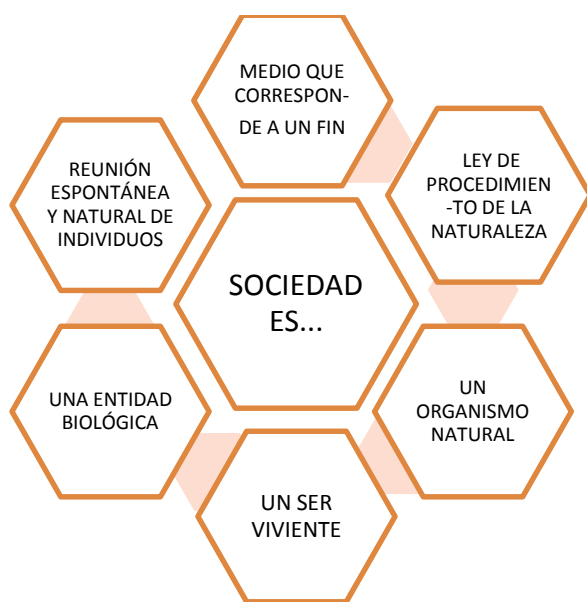 MEDIO QUE
CORRESPON-
DE A UN FIN
LEY DE
PROCEDIMIEN
-TO DE LA
NATURALEZA
REUNIÓN
ESPONTÁNEA
Y NATURAL DE
INDIVIDUOS
SOCIEDAD
ES...
UNA ENTIDAD
BIOLÓGICA
UN
ORGANISMO
NATURAL
UN SER
VIVIENTE